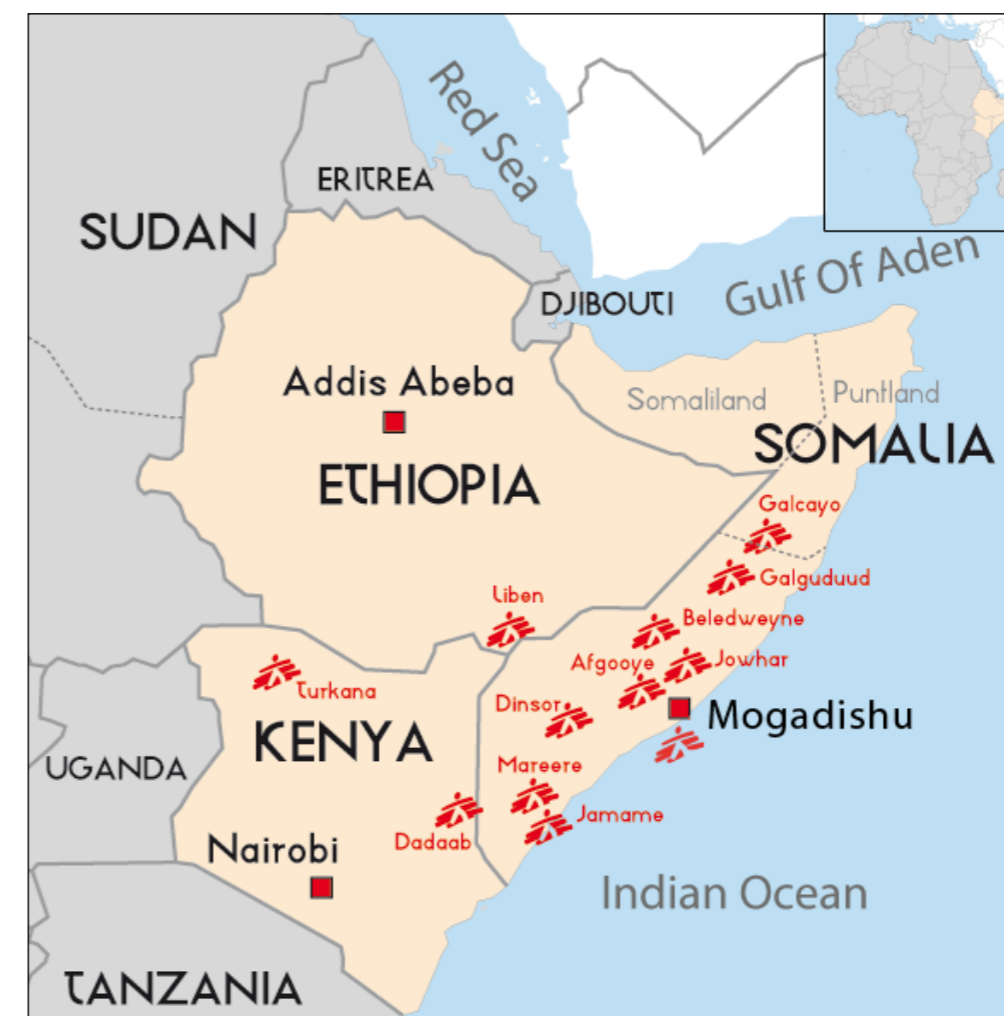 Red Sea
ERITREA
SUDAN
Gulf Of Aden
DJIBOUTI
Addis Abeba
Somaliland
Puntland
SOMALIA
ETHIOPIA
Galcayo
Galguduud
Liben
Beledweyne
Afgooye
Jowhar
Turkana
Dinsor
Mogadishu
KENYA
UGANDA
Mareere
Jamame
Dadaab
Nairobi
Indian Ocean
TANZANIA